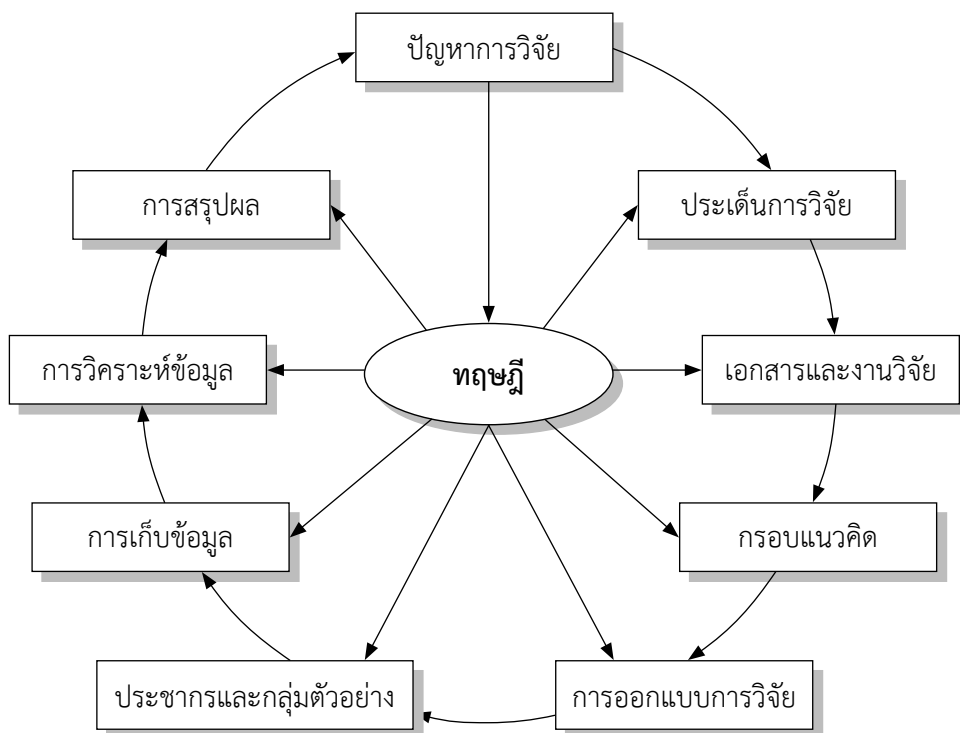 ปัญหาการวิจัย
การสรุปผล
ประเด็นการวิจัย
การวิคราะห์ข้อมูล
ทฤษฎี
เอกสารและงานวิจัย
การเก็บข้อมูล
กรอบแนวคิด
ประชากรและกลุ่มตัวอย่าง
การออกแบบการวิจัย